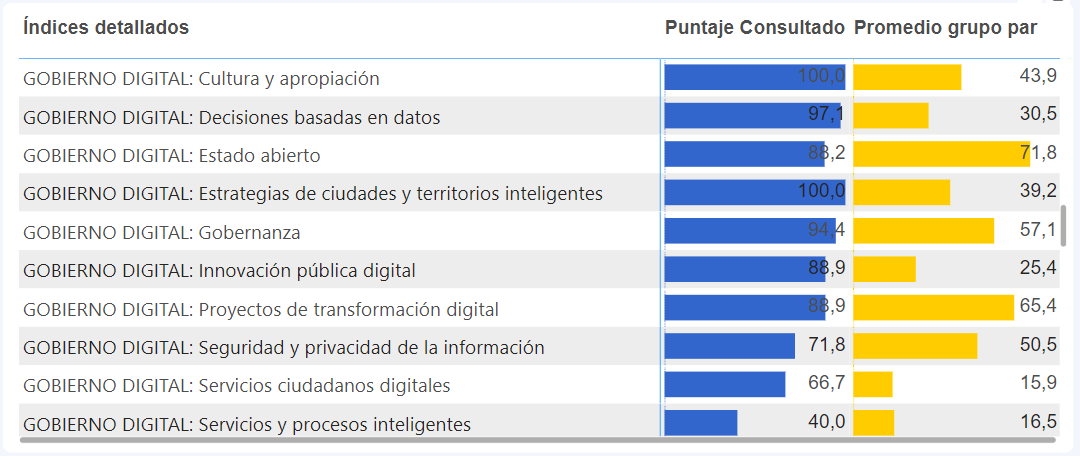 Índices detallados Puntaje Consultado Promedio grupo par
GOBIERNO DIGITAL: Cultura y apropiación 100,0 43,9
GOBIERNO DIGITAL: Decisiones basadas en datos 97,1 30,5
GOBIERNO DIGITAL: Estado abierto 88,2 71,8
GOBIERNO DIGITAL: Estrategias de ciudades y territorios inteligentes 100,0 39,2
GOBIERNO DIGITAL: Gobernanza 94,4 57,1
GOBIERNO DIGITAL: Innovación pública digital 88,9 25,4
GOBIERNO DIGITAL: Proyectos de transformación digital 88,9 65,4
GOBIERNO DIGITAL: Seguridad y privacidad de la información 71,8 50,5
GOBIERNO DIGITAL: Servicios ciudadanos digitales 66,7 15,9
GOBIERNO DIGITAL: Servicios y procesos inteligentes 40,0 16,5